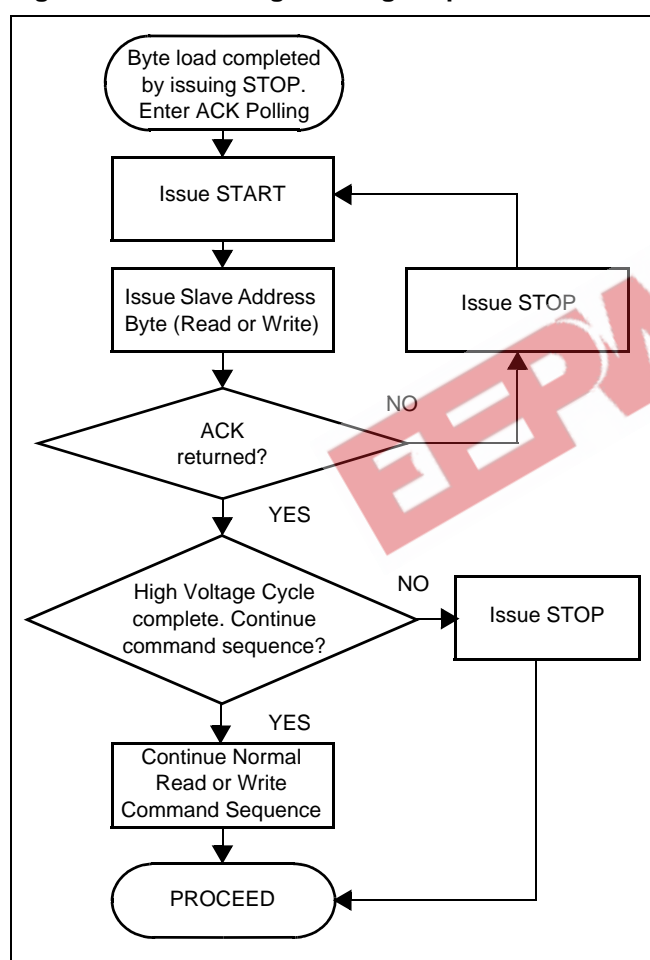 Byte load completed
by issuing STOP.
Enter ACK Polling
Issue START
Issue Slave Address
Byte (Read or Write)
Issue STOP
NO
ACK
returned?
YES
High Voltage Cycle
complete. Continue
command sequence?
NO
Issue STOP
YES
Continue Normal
Read or Write
Command Sequence
PROCEED